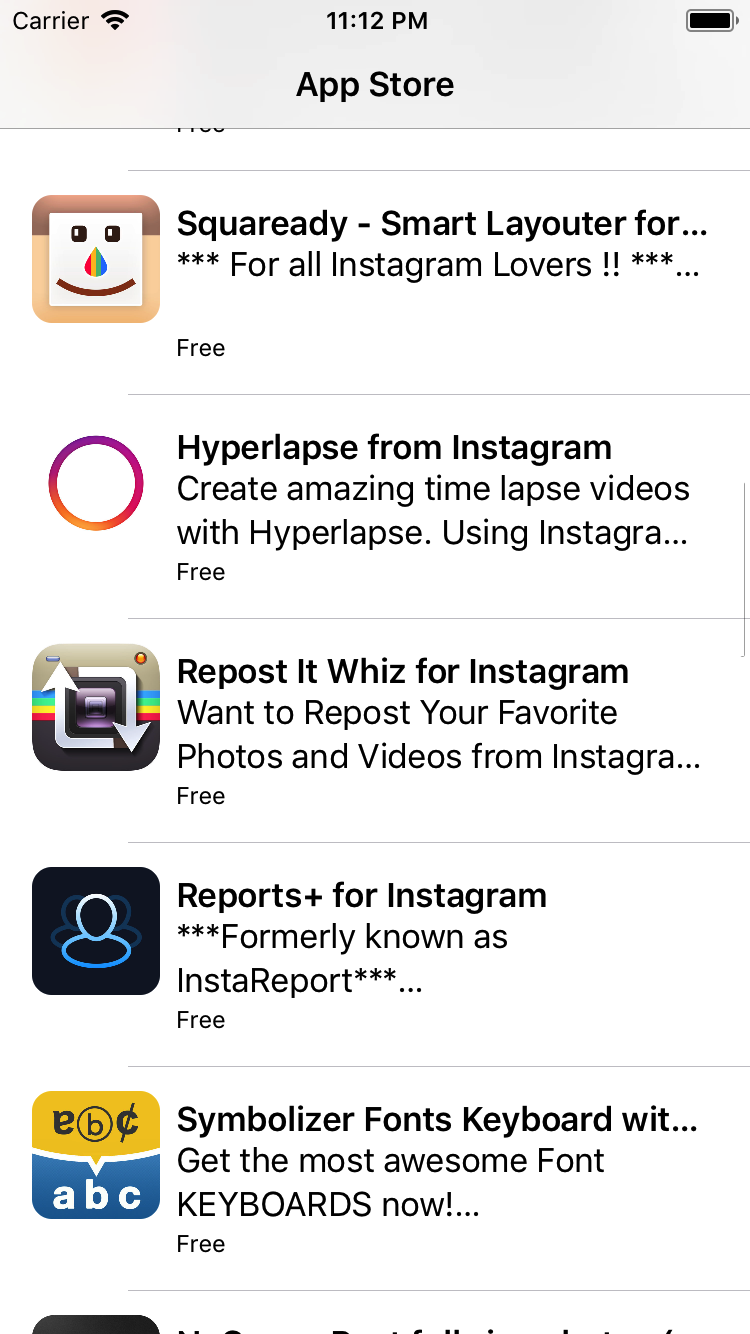 Carrier 11:12 PM
App Store
Free
Squaready - Smart Layouter for...
*** For all Instagram Lovers !! ***...
Free
Hyperlapse from Instagram
Create amazing time lapse videos
with Hyperlapse. Using Instagra...
Free
Repost It Whiz for Instagram
Want to Repost Your Favorite
Photos and Videos from Instagra...
Free
Reports+ for Instagram
***Formerly known as
InstaReport***...
Free
ɐⓑ¢
abc
Symbolizer Fonts Keyboard wit...
Get the most awesome Font
KEYBOARDS now!...
Free